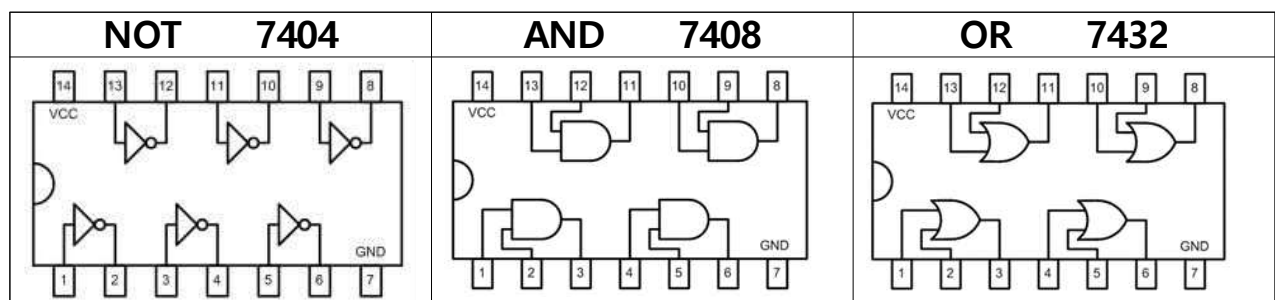 NOT 7404 AND 7408 OR 7432
14 13 12 11 10 9 8 14 13 12 11 10 9 8 14 13 12 11 10 9 8
VCC VCC VCC
GND GND GND
1 2 3 4 5 6 7 1 2 3 4 5 6 7 1 2 3 4 5 6 7